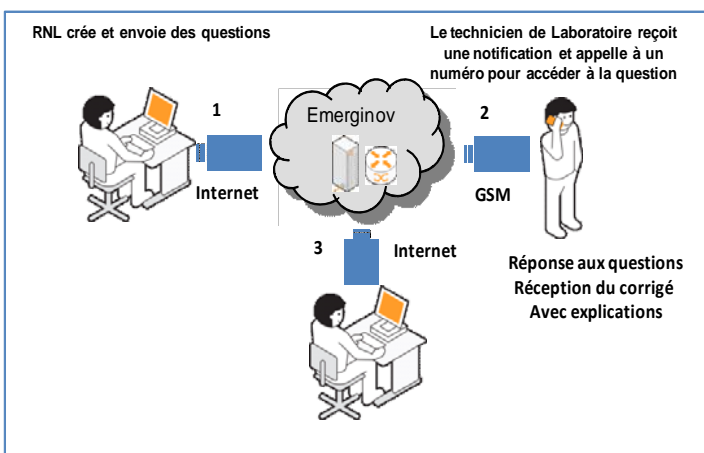 RNL crée et envoie des questions
Le technicien de Laboratoire reçoit
une notification et appelle à un
numéro pour accéder à la question
1
Emerginov
2
Internet
GSM
3
Internet
Réponse aux questions
Réception du corrigé
Avec explications